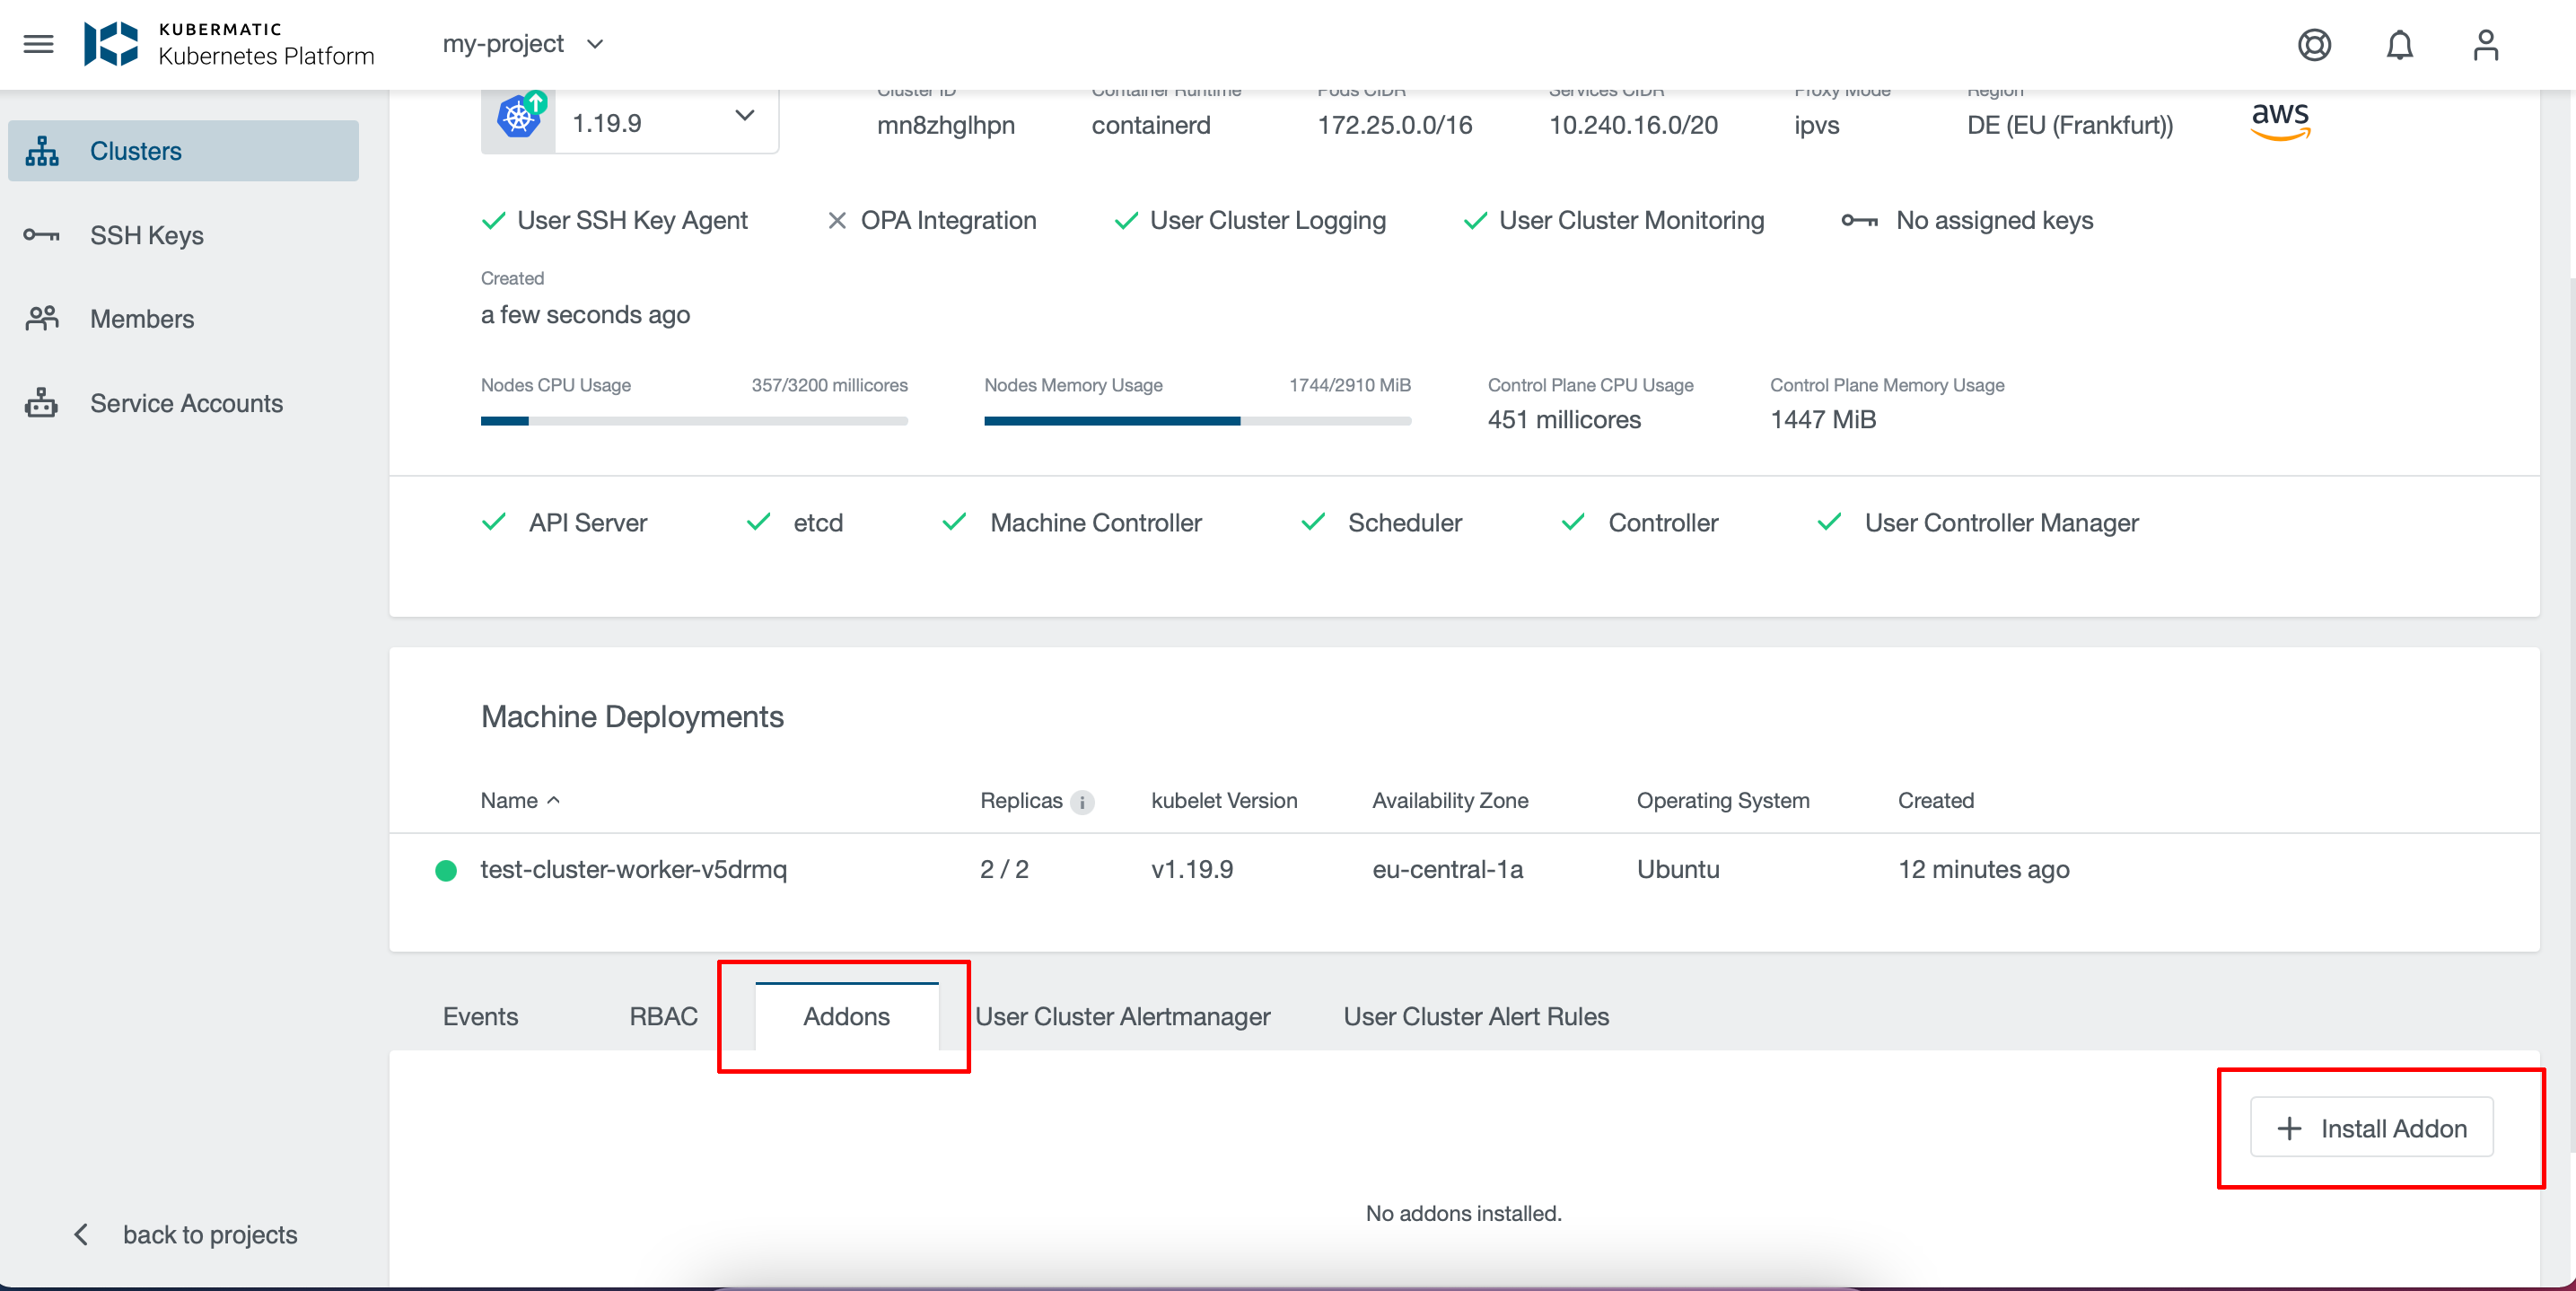 KUBERMATIC
Kubernetes Platform
my-project
Clusters
SSH Keys
Members
Service Accounts
back to projects
1.19.9
Cluster ID
mn8zhglhpn
Container Runtime
containerd
Pods CIDR
172.25.0.0/16
Services CIDR
10.240.16.0/20
Proxy Mode
ipvs
Region
DE (EU (Frankfurt))
aws
User SSH Key Agent
OPA Integration
User Cluster Logging
User Cluster Monitoring
No assigned keys
Created
a few seconds ago
Nodes CPU Usage
357/3200 millicores
Nodes Memory Usage
1744/2910 MiB
Control Plane CPU Usage
451 millicores
Control Plane Memory Usage
1447 MiB
API Server
etcd
Machine Controller
Scheduler
Controller
User Controller Manager
Machine Deployments
Name
Replicas
kubelet Version
Availability Zone
Operating System
Created
test-cluster-worker-v5drmq
2 / 2
v1.19.9
eu-central-1a
Ubuntu
12 minutes ago
Events
RBAC
Addons
User Cluster Alertmanager
User Cluster Alert Rules
Install Addon
No addons installed.